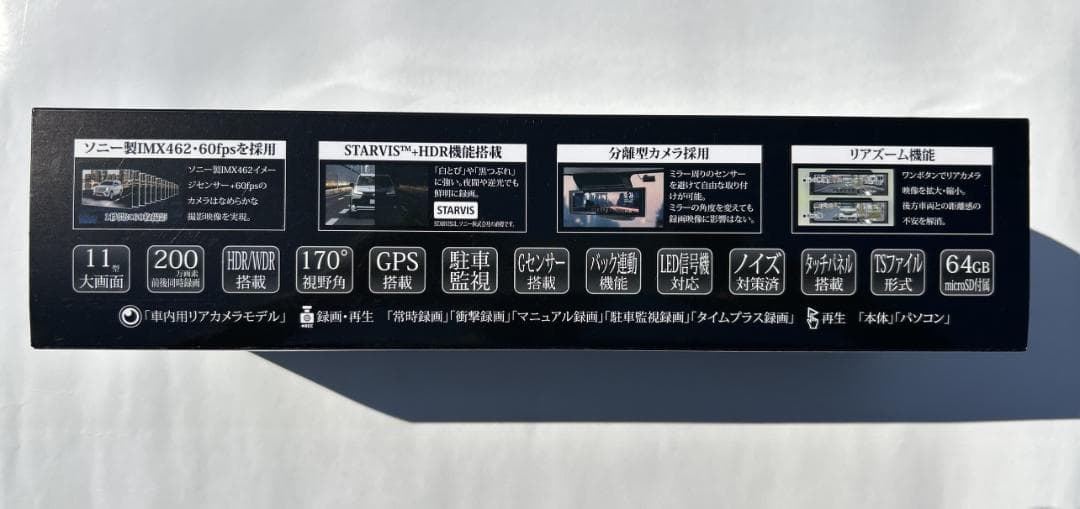 ソニー製IMX462・60fpsを採用
ソニー製IMX462イメー
ジセンサー+60fpsの
カメラはなめらかな
撮影映像を実現。
1秒間に60枚撮影
STARVIS™+HDR機能搭載
「白とび」や「黒つぶれ」
に強い。夜間や逆光でも
鮮明に録画。
STARVIS
分離型カメラ採用
ミラー周りのセンサー
を避けて自由な取り付
けが可能。
ミラーの角度を変えても
録画映像に影響はない。
リアズーム機能
ワンボタンでリアカメラ
映像を拡大・縮小。
後方車両との距離感の
不安を解消。
11型
大画面
200
万画素
前後同時録画
HDR/WDR
搭載
170°
視野角
GPS
搭載
駐車
監視
Gセンサー
搭載
バック連動
機能
LED信号機
対応
ノイズ
対策済
タッチパネル
搭載
TSファイル
形式
64GB
microSD付属
「車内用リアカメラモデル」
●REC
録画・再生 「常時録画」「衝撃録画」「マニュアル録画」「駐車監視録画」「タイムプラス録画」
再生 「本体」「パソコン」